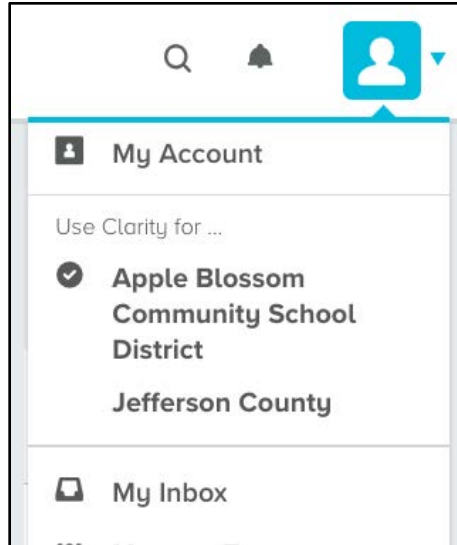 My Account
Use Clarity for ...
Apple Blossom
Community School
District
Jefferson County
My Inbox